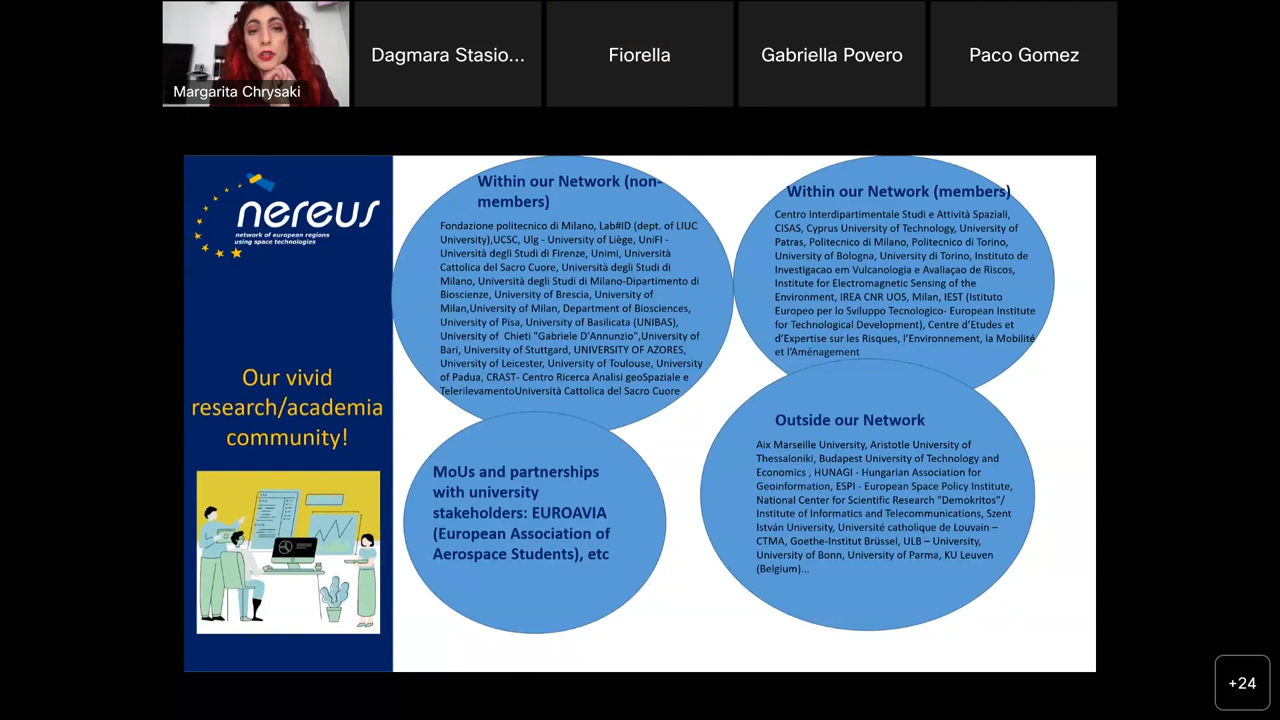 Margarita Chrysaki
Dagmara Stasio...
Fiorella
Gabriella Povero
Paco Gomez
nereus
network of european regions
using space technologies
Our vivid
research/academia
community!
Within our Network (non-
members)
Fondazione politecnico di Milano, Lab#ID (dept. of LIUC
University),UCSC, Ulg - University of Liège, UniFI -
Università degli Studi di Firenze, Unimi, Università
Cattolica del Sacro Cuore, Università degli Studi di
Milano, Università degli Studi di Milano-Dipartimento di
Bioscienze, University of Brescia, University of
Milan,University of Milan, Department of Biosciences,
University of Pisa, University of Basilicata (UNIBAS),
University of  Chieti "Gabriele D'Annunzio",University of
Bari, University of Stuttgard, UNIVERSITY OF AZORES,
University of Leicester, University of Toulouse, University
of Padua, CRAST- Centro Ricerca Analisi geoSpaziale e
TelerilevamentoUniversità Cattolica del Sacro Cuore
Within our Network (members)
Centro Interdipartimentale Studi e Attività Spaziali,
CISAS, Cyprus University of Technology, University of
Patras, Politecnico di Milano, Politecnico di Torino,
University of Bologna, University di Torino, Instituto de
Investigacao em Vulcanologia e Avaliaçao de Riscos,
Institute for Electromagnetic Sensing of the
Environment, IREA CNR UOS, Milan, IEST (Istituto
Europeo per lo Sviluppo Tecnologico- European Institute
for Technological Development), Centre d'Etudes et
d'Expertise sur les Risques, l'Environnement, la Mobilité
et l'Aménagement
MoUs and partnerships
with university
stakeholders: EUROAVIA
(European Association of
Aerospace Students), etc
Outside our Network
Aix Marseille University, Aristotle University of
Thessaloniki, Budapest University of Technology and
Economics , HUNAGI - Hungarian Association for
Geoinformation, ESPI - European Space Policy Institute,
National Center for Scientific Research "Demokritos"/
Institute of Informatics and Telecommunications, Szent
István University, Université catholique de Louvain –
CTMA, Goethe-Institut Brüssel, ULB – University,
University of Bonn, University of Parma, KU Leuven
(Belgium)...
+24